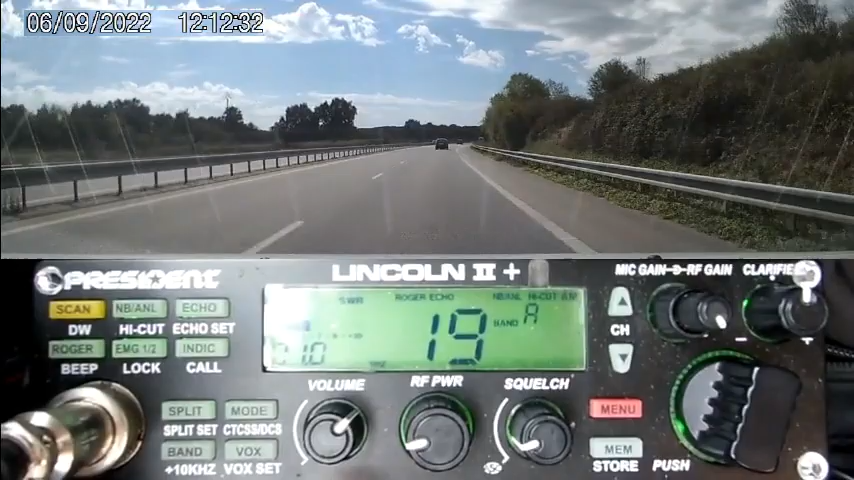 06/09/2022 12:12:32
PRESIDENT
LINCOLN II +
MIC GAIN RF GAIN CLARIFIER
SCAN NB/ANL ECHO
DW HI-CUT ECHO SET
ROGER EMG 1/2 INDIC
BEEP LOCK CALL
SWR ROGER ECHO NB/ANL HI-CUT
19 BAND A
CH
VOLUME RF PWR SQUELCH
SPLIT MODE
SPLIT SET CTCSS/DCS
BAND VOX
+10KHZ VOX SET
MENU
MEM
STORE PUSH
- +